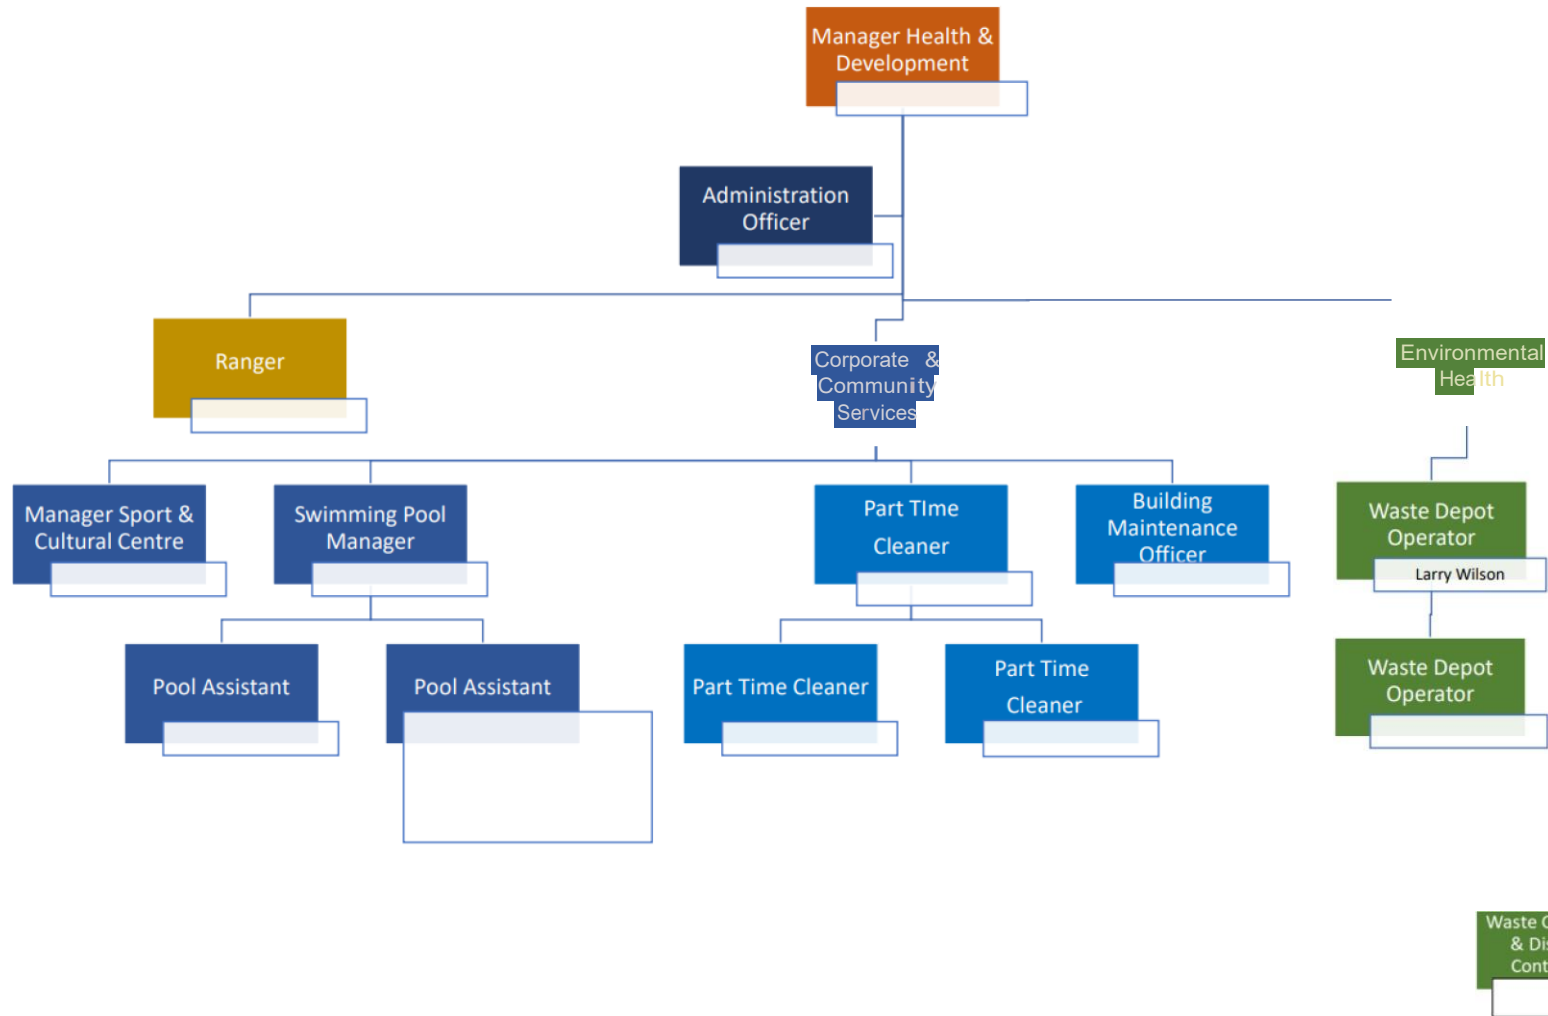 Manager Health &
Development
Administration
Officer
Ranger
Corporate &
Community
Services
Environmental
Health
Manager Sport &
Cultural Centre
Swimming Pool
Manager
Part TIme
Cleaner
Building
Maintenance
Officer
Waste Depot
Operator
Larry Wilson
Pool Assistant
Pool Assistant
Part Time Cleaner
Part Time
Cleaner
Waste Depot
Operator
Waste
&